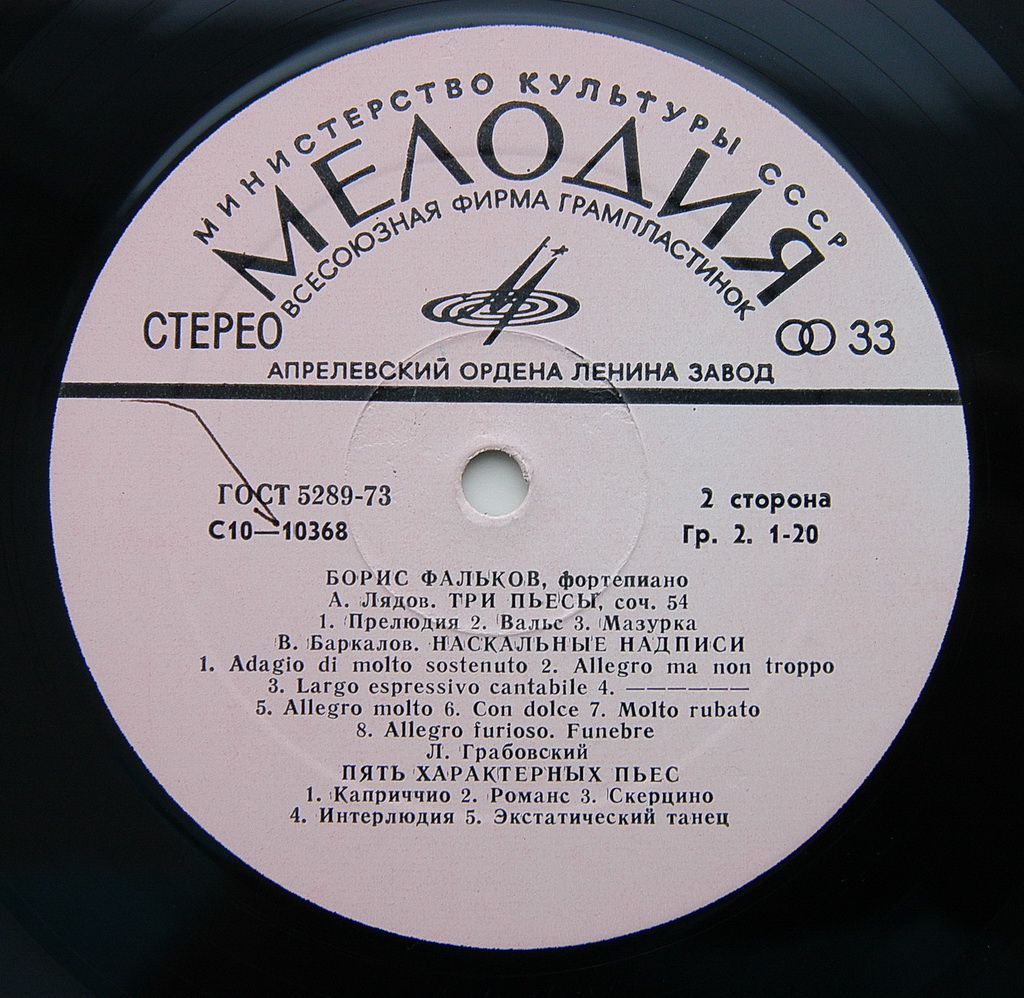 МИНИСТЕРСТВО КУЛЬТУРЫ СССР
МЕЛОДИЯ
ВСЕСОЮЗНАЯ ФИРМА ГРАМПЛАСТИНОК
СТЕРЕО
33
АПРЕЛЕВСКИЙ ОРДЕНА ЛЕНИНА ЗАВОД
ГОСТ 5289-73
2 сторона
С10—10368
Гр. 2. 1-20
БОРИС ФАЛЬКОВ, фортепиано
А. Лядов. ТРИ ПЬЕСЫ, соч. 54
1. Прелюдия 2. Вальс 3. Мазурка
В. Баркалов. НАСКАЛЬНЫЕ НАДПИСИ
1. Adagio di molto sostenuto 2. Allegro ma non troppo
3. Largo espressivo cantabile 4. ——————
5. Allegro molto 6. Con dolce 7. Molto rubato
8. Allegro furioso. Funebre
Л. Грабовский
ПЯТЬ ХАРАКТЕРНЫХ ПЬЕС
1. Каприччио 2. Романс 3. Скерцино
4. Интерлюдия 5. Экстатический танец